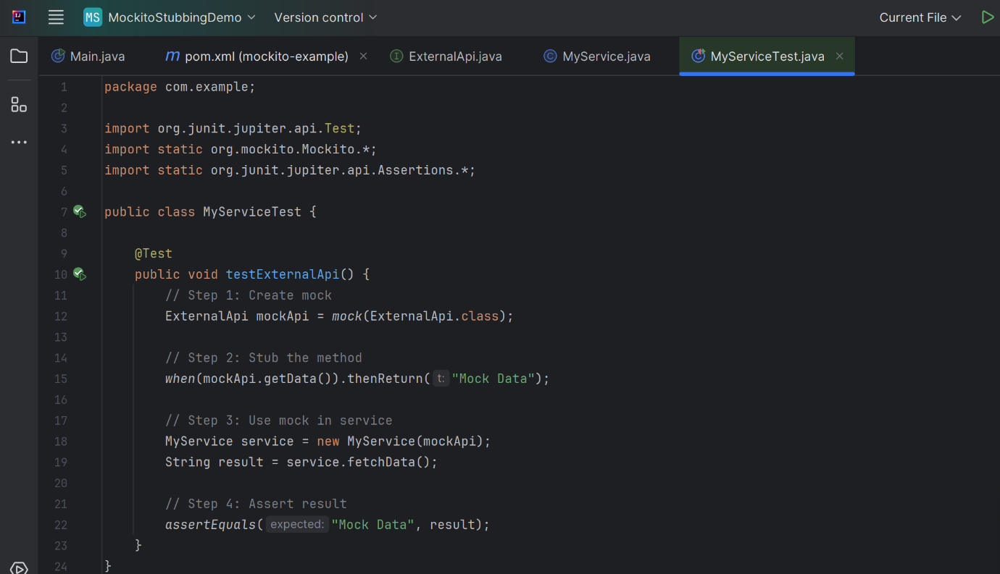 MS MockitoStubbingDemo Version control Current File
Main.java pom.xml (mockito-example) ExternalApi.java MyService.java MyServiceTest.java
1 package com.example;
2
3 import org.junit.jupiter.api.Test;
4 import static org.mockito.Mockito.*;
5 import static org.junit.jupiter.api.Assertions.*;
6
7 public class MyServiceTest {
8
9 @Test
10 public void testExternalApi() {
11 // Step 1: Create mock
12 ExternalApi mockApi = mock(ExternalApi.class);
13
14 // Step 2: Stub the method
15 when(mockApi.getData()).thenReturn( t: "Mock Data");
16
17 // Step 3: Use mock in service
18 MyService service = new MyService(mockApi);
19 String result = service.fetchData();
20
21 // Step 4: Assert result
22 assertEquals( expected: "Mock Data", result);
23 }
24 }